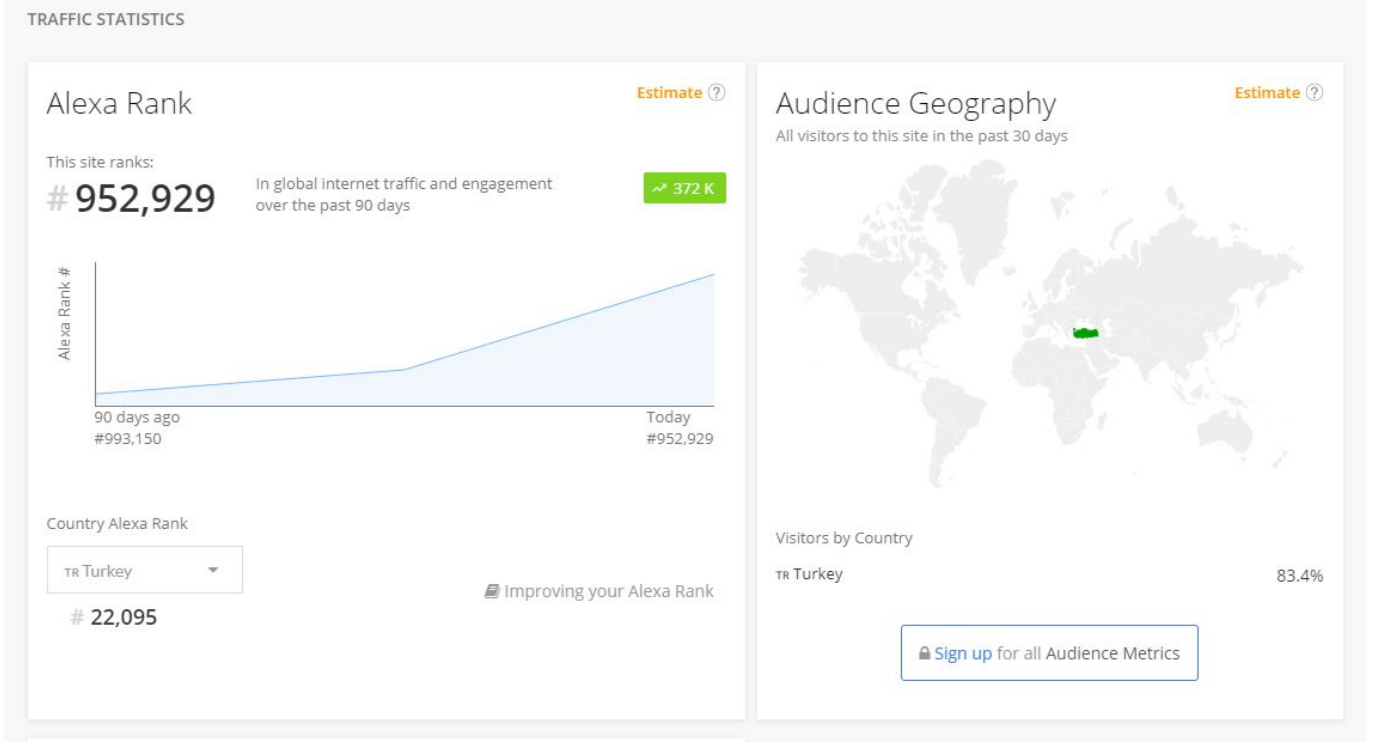 TRAFFIC STATISTICS
Alexa Rank
Estimate ?
This site ranks:
# 952,929
In global internet traffic and engagement
over the past 90 days
372 K
Alexa Rank #
90 days ago
#993,150
Today
#952,929
Country Alexa Rank
TR Turkey
# 22,095
Improving your Alexa Rank
Audience Geography
Estimate ?
All visitors to this site in the past 30 days
Visitors by Country
TR Turkey
83.4%
Sign up for all Audience Metrics